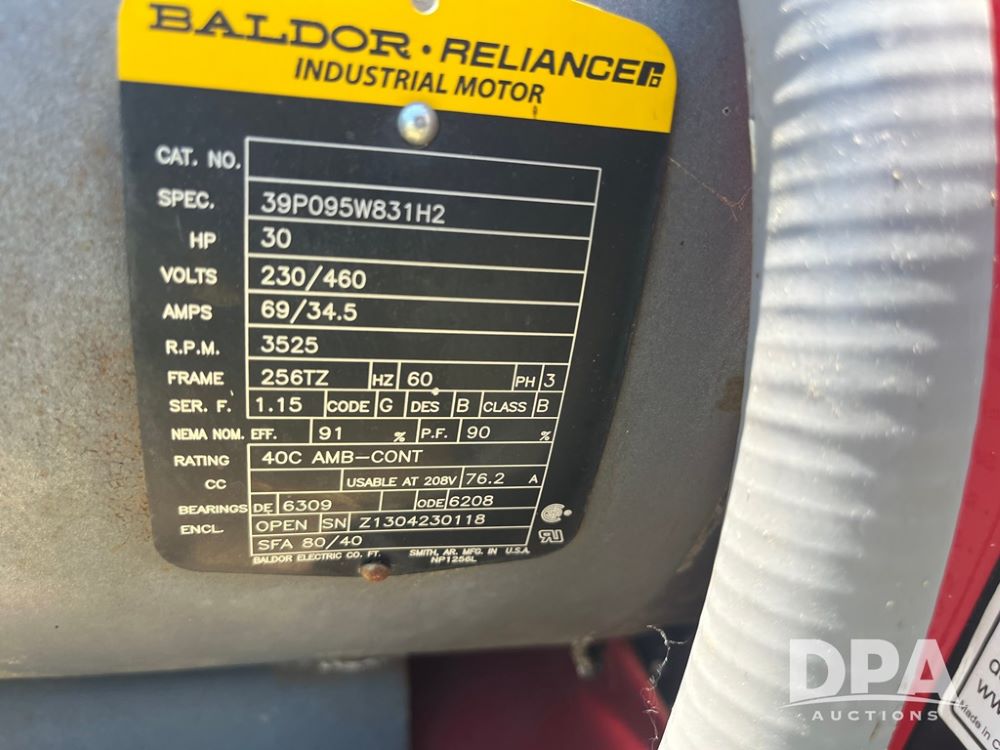 BALDOR · RELIANCE
INDUSTRIAL MOTOR
CAT. NO.
SPEC. 39P095W831H2
HP 30
VOLTS 230/460
AMPS 69/34.5
R.P.M. 3525
FRAME 256TZ HZ 60 PH 3
SER. F. 1.15 CODE G DES B CLASS B
NEMA NOM. EFF. 91 % P.F. 90 %
RATING 40C AMB-CONT
CC USABLE AT 208V 76.2 A
BEARINGS DE 6309 ODE 6208
ENCL. OPEN SN Z1304230118
SFA 80/40
BALDOR ELECTRIC CO. FT. SMITH, AR. MFG. IN U.S.A.
NP1256L
DPA
AUCTIONS
Made in